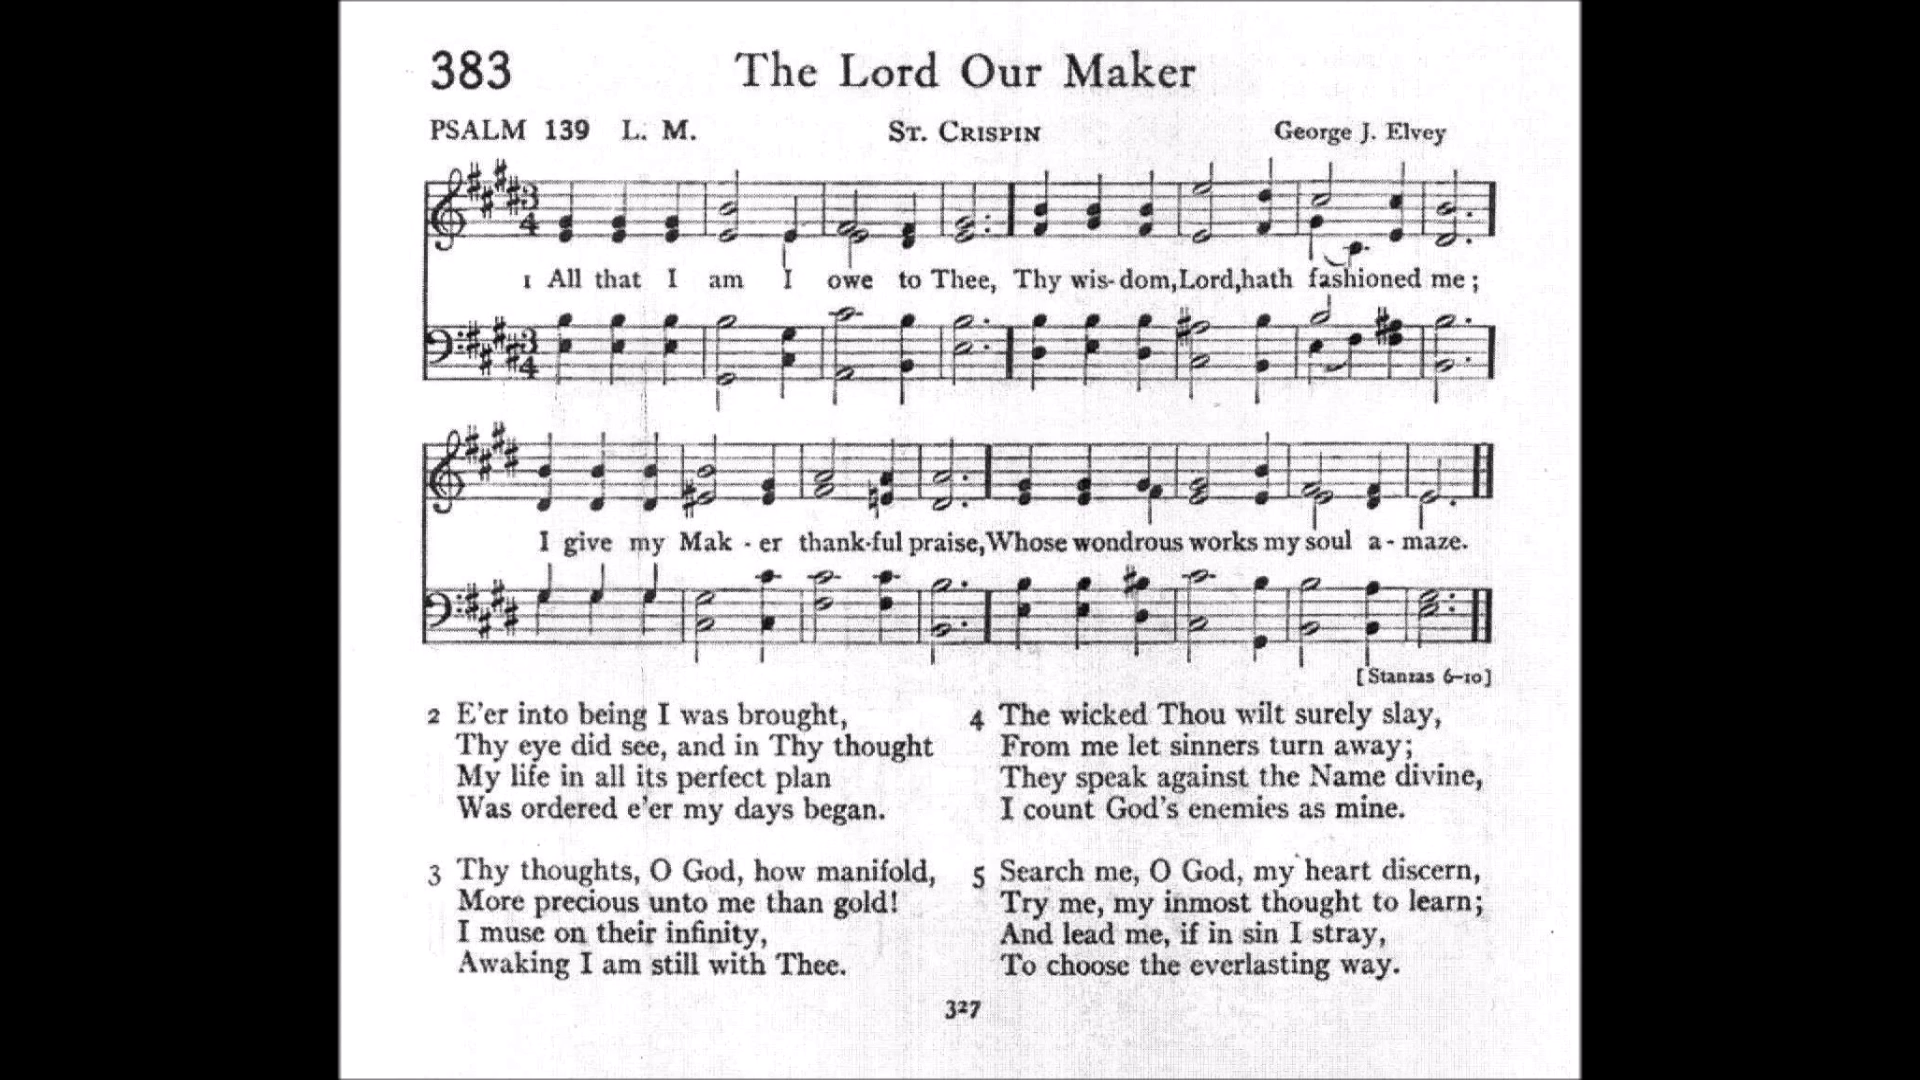 383 The Lord Our Maker
PSALM 139 L. M. ST. CRISPIN George J. Elvey
3 4
1 All that I am I owe to Thee, Thy wis-dom, Lord, hath fashioned me;
3 4
I give my Mak - er thank-ful praise, Whose wondrous works my soul a - maze.
[Stanzas 6–10]
2 E'er into being I was brought,
Thy eye did see, and in Thy thought
My life in all its perfect plan
Was ordered e'er my days began.
3 Thy thoughts, O God, how manifold,
More precious unto me than gold!
I muse on their infinity,
Awaking I am still with Thee.
4 The wicked Thou wilt surely slay,
From me let sinners turn away;
They speak against the Name divine,
I count God's enemies as mine.
5 Search me, O God, my heart discern,
Try me, my inmost thought to learn;
And lead me, if in sin I stray,
To choose the everlasting way.
327